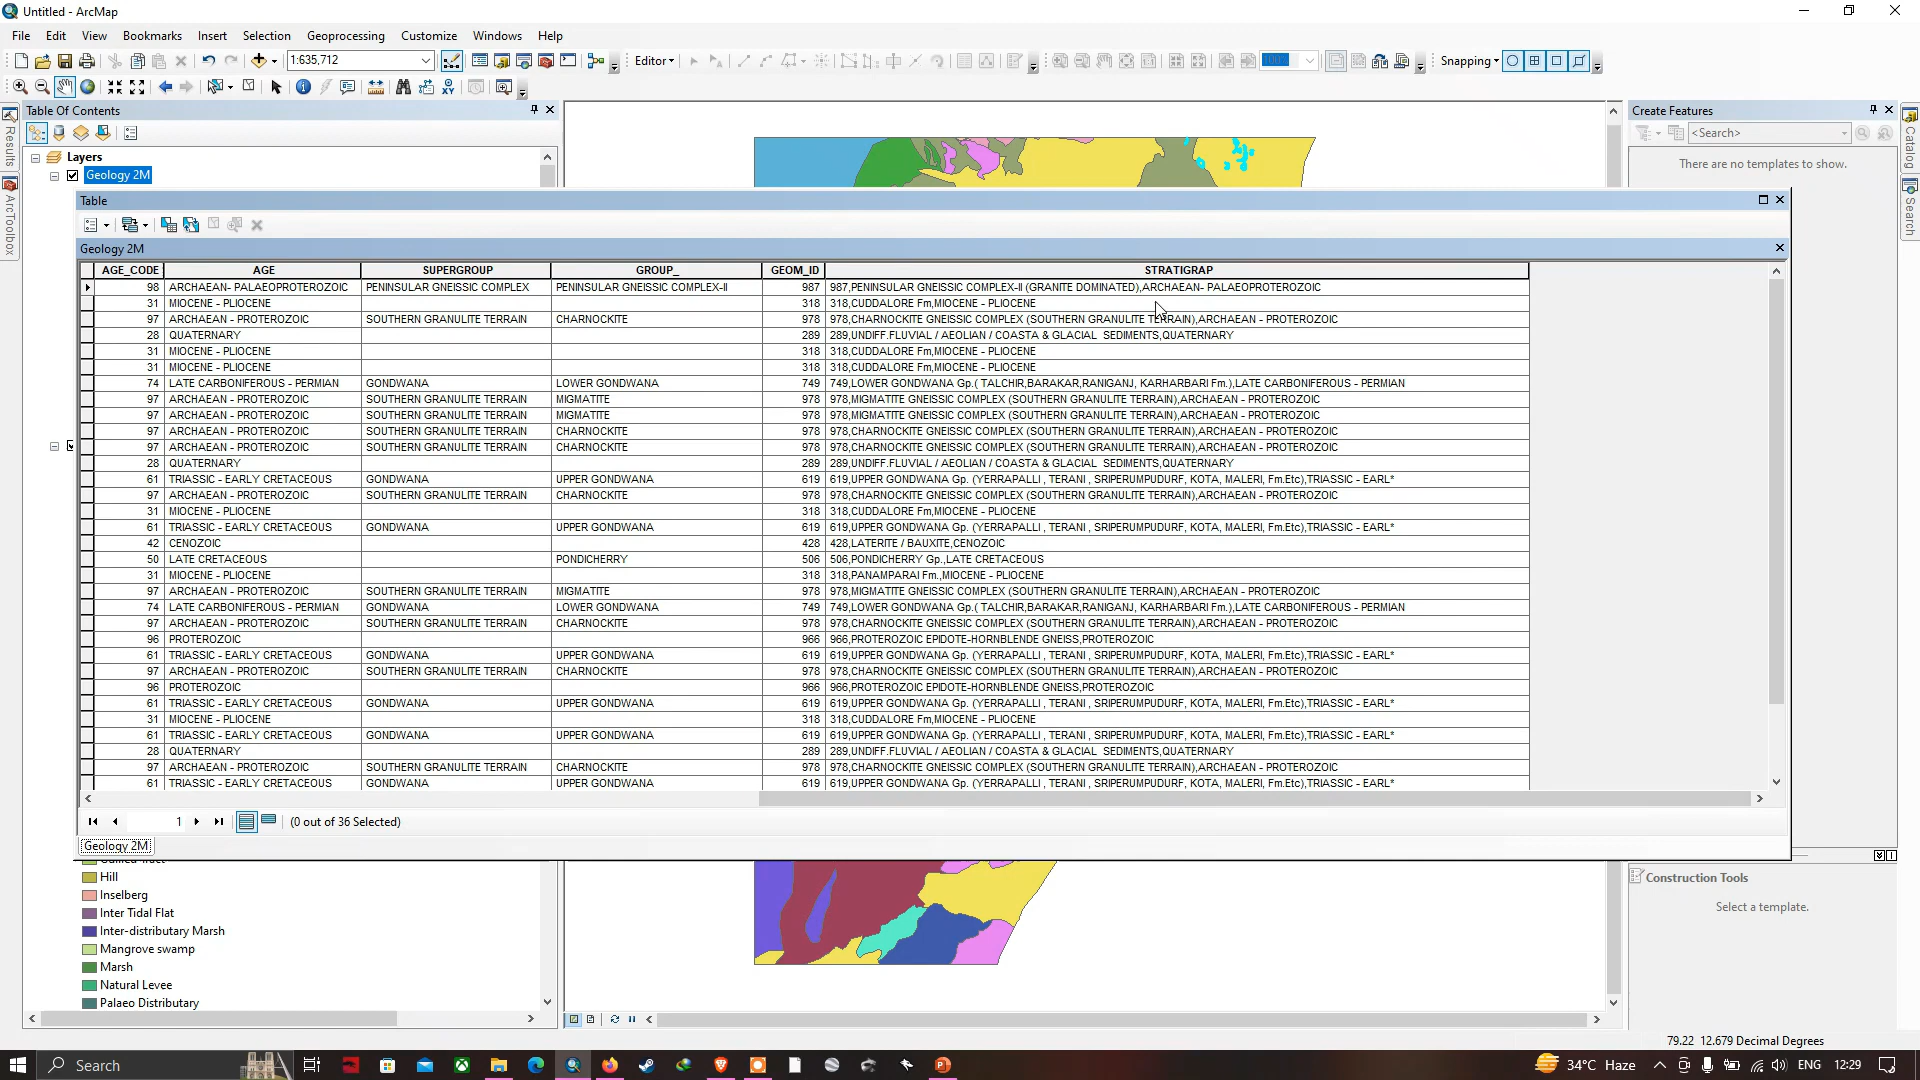 Untitled - ArcMap
File Edit View Bookmarks Insert Selection Geoprocessing Customize Windows Help
1:635,712 Editor 100% Snapping
Table Of Contents
Create Features
<Search>
There are no templates to show.
Results
ArcToolbox
Catalog
Search
Layers
Geology 2M
Table
Geology 2M
AGE_CODE AGE SUPERGROUP GROUP_ GEOM_ID STRATIGRAP
98 ARCHAEAN- PALAEOPROTEROZOIC PENINSULAR GNEISSIC COMPLEX PENINSULAR GNEISSIC COMPLEX-II 987 987,PENINSULAR GNEISSIC COMPLEX-II (GRANITE DOMINATED),ARCHAEAN- PALAEOPROTEROZOIC
31 MIOCENE - PLIOCENE 318 318,CUDDALORE Fm,MIOCENE - PLIOCENE
97 ARCHAEAN - PROTEROZOIC SOUTHERN GRANULITE TERRAIN CHARNOCKITE 978 978,CHARNOCKITE GNEISSIC COMPLEX (SOUTHERN GRANULITE TERRAIN),ARCHAEAN - PROTEROZOIC
28 QUATERNARY 289 289,UNDIFF.FLUVIAL / AEOLIAN / COASTA & GLACIAL SEDIMENTS,QUATERNARY
31 MIOCENE - PLIOCENE 318 318,CUDDALORE Fm,MIOCENE - PLIOCENE
31 MIOCENE - PLIOCENE 318 318,CUDDALORE Fm,MIOCENE - PLIOCENE
74 LATE CARBONIFEROUS - PERMIAN GONDWANA LOWER GONDWANA 749 749,LOWER GONDWANA Gp.( TALCHIR,BARAKAR,RANIGANJ, KARHARBARI Fm.),LATE CARBONIFEROUS - PERMIAN
97 ARCHAEAN - PROTEROZOIC SOUTHERN GRANULITE TERRAIN MIGMATITE 978 978,MIGMATITE GNEISSIC COMPLEX (SOUTHERN GRANULITE TERRAIN),ARCHAEAN - PROTEROZOIC
97 ARCHAEAN - PROTEROZOIC SOUTHERN GRANULITE TERRAIN MIGMATITE 978 978,MIGMATITE GNEISSIC COMPLEX (SOUTHERN GRANULITE TERRAIN),ARCHAEAN - PROTEROZOIC
97 ARCHAEAN - PROTEROZOIC SOUTHERN GRANULITE TERRAIN CHARNOCKITE 978 978,CHARNOCKITE GNEISSIC COMPLEX (SOUTHERN GRANULITE TERRAIN),ARCHAEAN - PROTEROZOIC
97 ARCHAEAN - PROTEROZOIC SOUTHERN GRANULITE TERRAIN CHARNOCKITE 978 978,CHARNOCKITE GNEISSIC COMPLEX (SOUTHERN GRANULITE TERRAIN),ARCHAEAN - PROTEROZOIC
28 QUATERNARY 289 289,UNDIFF.FLUVIAL / AEOLIAN / COASTA & GLACIAL SEDIMENTS,QUATERNARY
61 TRIASSIC - EARLY CRETACEOUS GONDWANA UPPER GONDWANA 619 619,UPPER GONDWANA Gp. (YERRAPALLI , TERANI , SRIPERUMPUDURF, KOTA, MALERI, Fm.Etc),TRIASSIC - EARL*
97 ARCHAEAN - PROTEROZOIC SOUTHERN GRANULITE TERRAIN CHARNOCKITE 978 978,CHARNOCKITE GNEISSIC COMPLEX (SOUTHERN GRANULITE TERRAIN),ARCHAEAN - PROTEROZOIC
31 MIOCENE - PLIOCENE 318 318,CUDDALORE Fm,MIOCENE - PLIOCENE
61 TRIASSIC - EARLY CRETACEOUS GONDWANA UPPER GONDWANA 619 619,UPPER GONDWANA Gp. (YERRAPALLI , TERANI , SRIPERUMPUDURF, KOTA, MALERI, Fm.Etc),TRIASSIC - EARL*
42 CENOZOIC 428 428,LATERITE / BAUXITE,CENOZOIC
50 LATE CRETACEOUS PONDICHERRY 506 506,PONDICHERRY Gp.,LATE CRETACEOUS
31 MIOCENE - PLIOCENE 318 318,PANAMPARAI Fm.,MIOCENE - PLIOCENE
97 ARCHAEAN - PROTEROZOIC SOUTHERN GRANULITE TERRAIN MIGMATITE 978 978,MIGMATITE GNEISSIC COMPLEX (SOUTHERN GRANULITE TERRAIN),ARCHAEAN - PROTEROZOIC
74 LATE CARBONIFEROUS - PERMIAN GONDWANA LOWER GONDWANA 749 749,LOWER GONDWANA Gp.( TALCHIR,BARAKAR,RANIGANJ, KARHARBARI Fm.),LATE CARBONIFEROUS - PERMIAN
97 ARCHAEAN - PROTEROZOIC SOUTHERN GRANULITE TERRAIN CHARNOCKITE 978 978,CHARNOCKITE GNEISSIC COMPLEX (SOUTHERN GRANULITE TERRAIN),ARCHAEAN - PROTEROZOIC
96 PROTEROZOIC 966 966,PROTEROZOIC EPIDOTE-HORNBLENDE GNEISS,PROTEROZOIC
61 TRIASSIC - EARLY CRETACEOUS GONDWANA UPPER GONDWANA 619 619,UPPER GONDWANA Gp. (YERRAPALLI , TERANI , SRIPERUMPUDURF, KOTA, MALERI, Fm.Etc),TRIASSIC - EARL*
97 ARCHAEAN - PROTEROZOIC SOUTHERN GRANULITE TERRAIN CHARNOCKITE 978 978,CHARNOCKITE GNEISSIC COMPLEX (SOUTHERN GRANULITE TERRAIN),ARCHAEAN - PROTEROZOIC
96 PROTEROZOIC 966 966,PROTEROZOIC EPIDOTE-HORNBLENDE GNEISS,PROTEROZOIC
61 TRIASSIC - EARLY CRETACEOUS GONDWANA UPPER GONDWANA 619 619,UPPER GONDWANA Gp. (YERRAPALLI , TERANI , SRIPERUMPUDURF, KOTA, MALERI, Fm.Etc),TRIASSIC - EARL*
31 MIOCENE - PLIOCENE 318 318,CUDDALORE Fm,MIOCENE - PLIOCENE
61 TRIASSIC - EARLY CRETACEOUS GONDWANA UPPER GONDWANA 619 619,UPPER GONDWANA Gp. (YERRAPALLI , TERANI , SRIPERUMPUDURF, KOTA, MALERI, Fm.Etc),TRIASSIC - EARL*
28 QUATERNARY 289 289,UNDIFF.FLUVIAL / AEOLIAN / COASTA & GLACIAL SEDIMENTS,QUATERNARY
97 ARCHAEAN - PROTEROZOIC SOUTHERN GRANULITE TERRAIN CHARNOCKITE 978 978,CHARNOCKITE GNEISSIC COMPLEX (SOUTHERN GRANULITE TERRAIN),ARCHAEAN - PROTEROZOIC
61 TRIASSIC - EARLY CRETACEOUS GONDWANA UPPER GONDWANA 619 619,UPPER GONDWANA Gp. (YERRAPALLI , TERANI , SRIPERUMPUDURF, KOTA, MALERI, Fm.Etc),TRIASSIC - EARL*
1 (0 out of 36 Selected)
Geology 2M
Hill
Inselberg
Inter Tidal Flat
Inter-distributary Marsh
Mangrove swamp
Marsh
Natural Levee
Palaeo Distributary
Construction Tools
Select a template.
79.22 12.679 Decimal Degrees
Search
34°C Haze
ENG
12:29